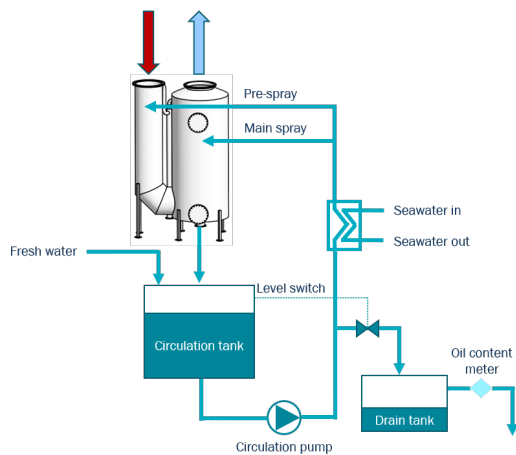 Pre-spray
Main spray
Seawater in
Seawater out
Fresh water
Level switch
Circulation tank
Oil content
meter
Drain tank
Circulation pump